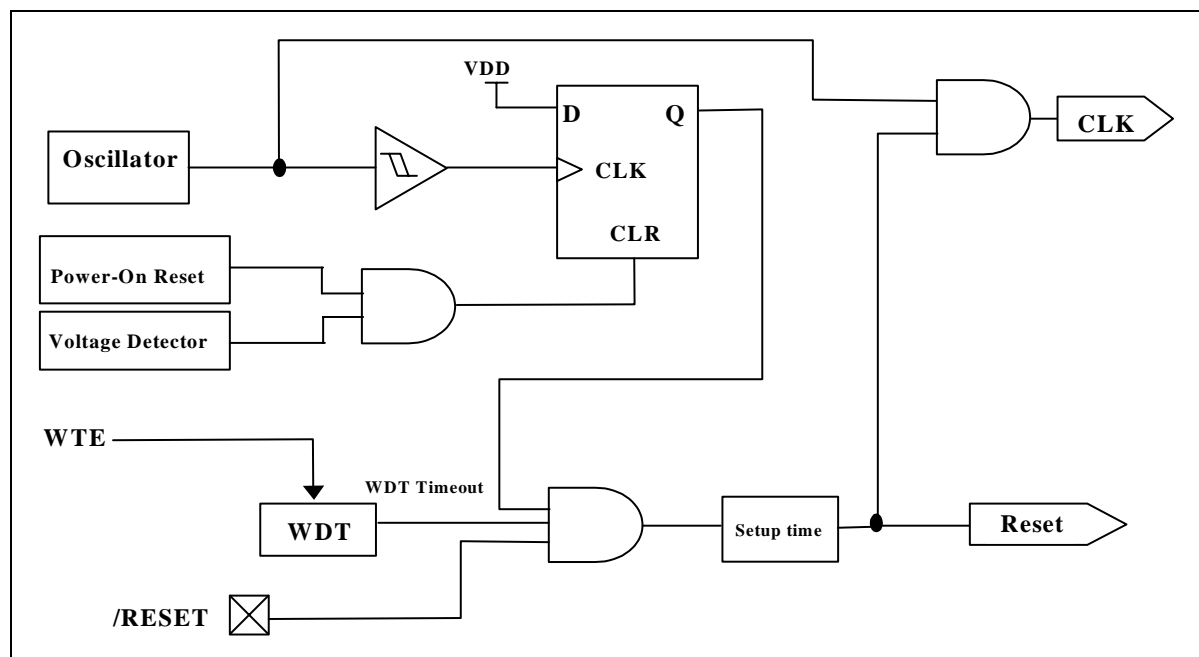 VDD
D Q
CLK
Oscillator
CLK
CLR
Power-On Reset
Voltage Detector
WTE
WDT Timeout
WDT
Setup time
Reset
/RESET